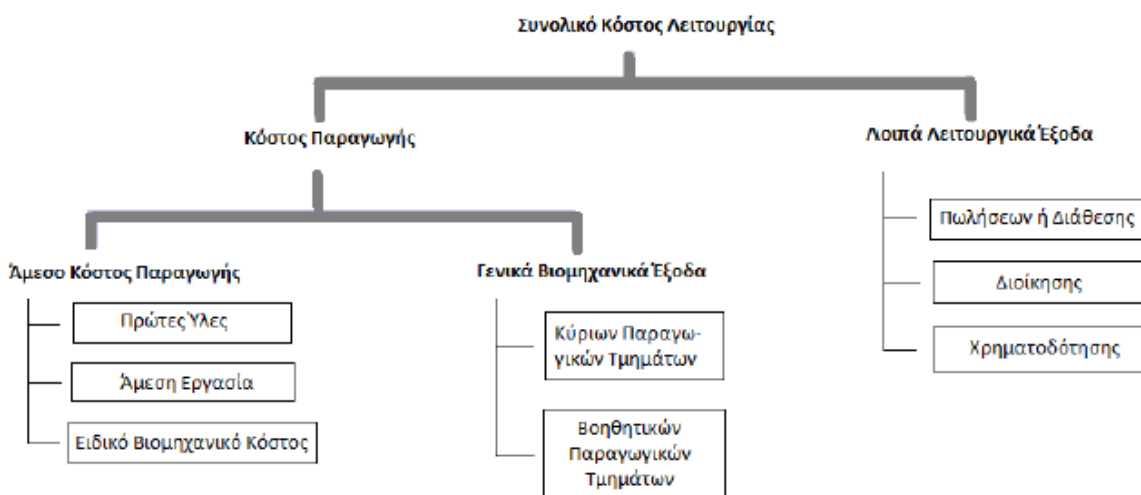 Συνολικό Κόστος Λειτουργίας
Κόστος Παραγωγής
Λοιπά Λειτουργικά Έξοδα
Πωλήσεων ή Διάθεσης
Διοίκησης
Χρηματοδότησης
Άμεσο Κόστος Παραγωγής
Πρώτες Ύλες
Άμεση Εργασία
Ειδικό Βιομηχανικό Κόστος
Γενικά Βιομηχανικά Έξοδα
Κύριων Παραγω-
γικών Τμημάτων
Βοηθητικών
Παραγωγικών
Τμημάτων